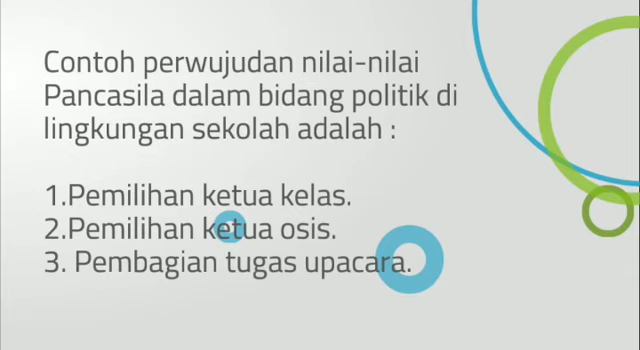 Contoh perwujudan nilai-nilai
Pancasila dalam bidang politik di
lingkungan sekolah adalah :
1.Pemilihan ketua kelas.
2.Pemilihan ketua osis.
3. Pembagian tugas upacara.